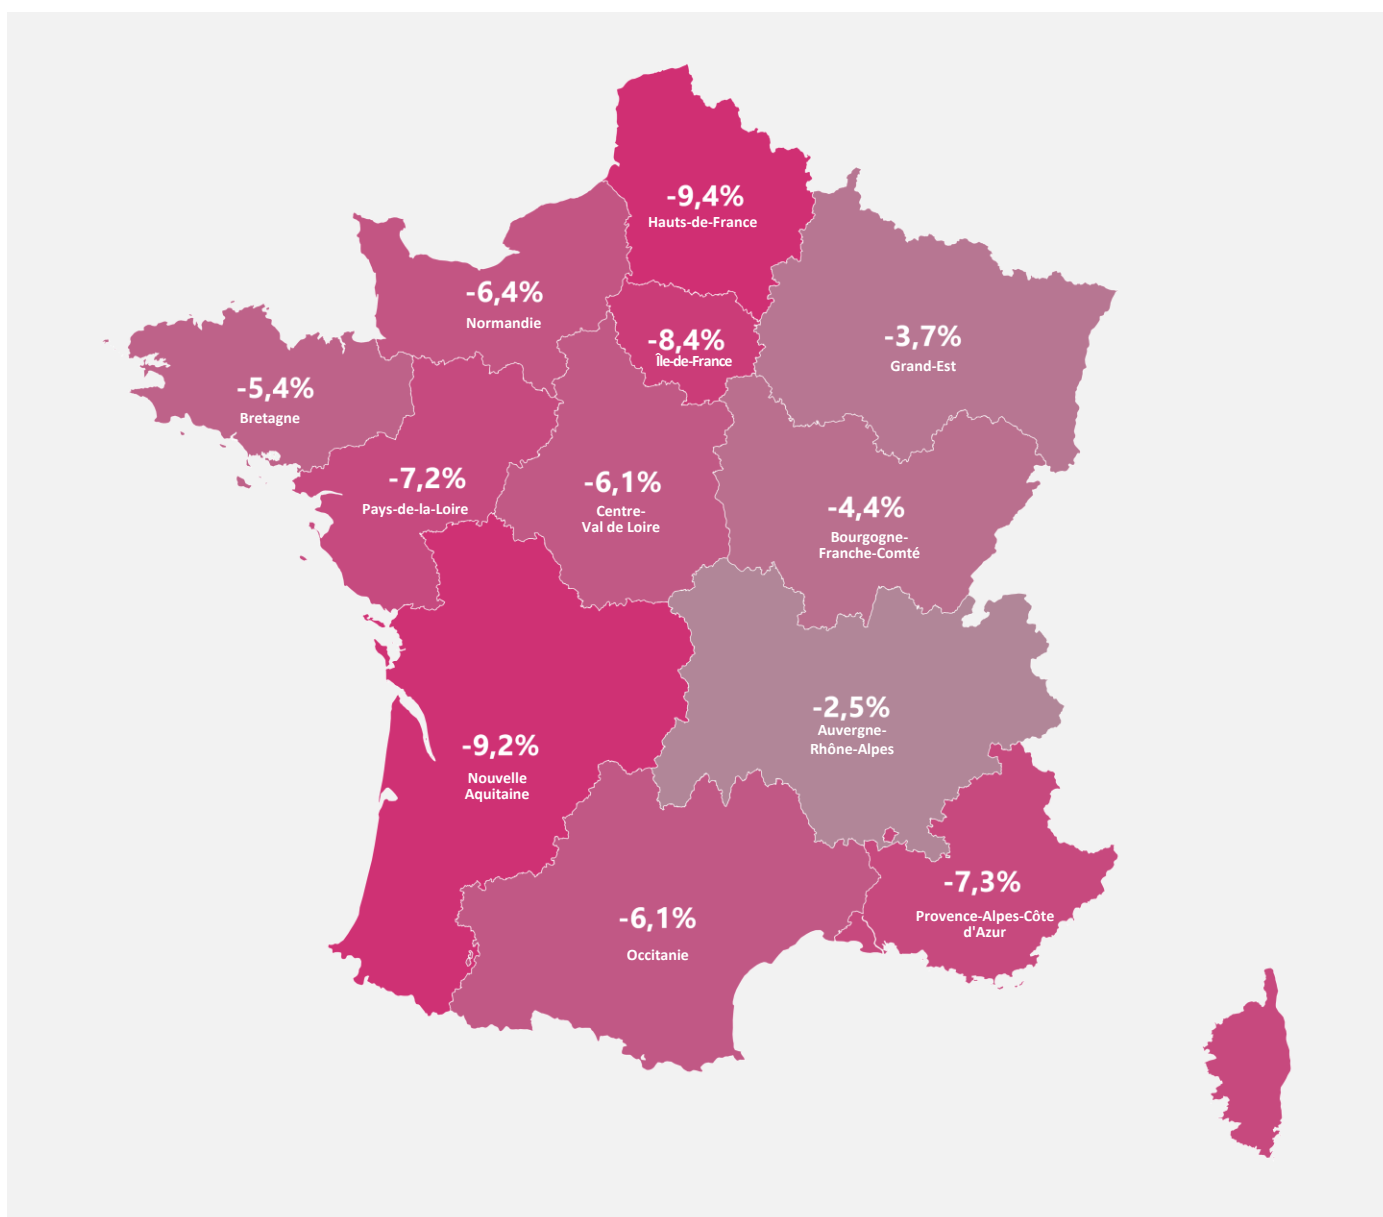 -9,4%
Hauts-de-France
-6,4%
Normandie
-8,4%
Île-de-France
-3,7%
Grand-Est
-5,4%
Bretagne
-7,2%
Pays-de-la-Loire
-6,1%
Centre-
Val de Loire
-4,4%
Bourgogne-
Franche-Comté
-2,5%
Auvergne-
Rhône-Alpes
-9,2%
Nouvelle
Aquitaine
-7,3%
Provence-Alpes-Côte
d'Azur
-6,1%
Occitanie